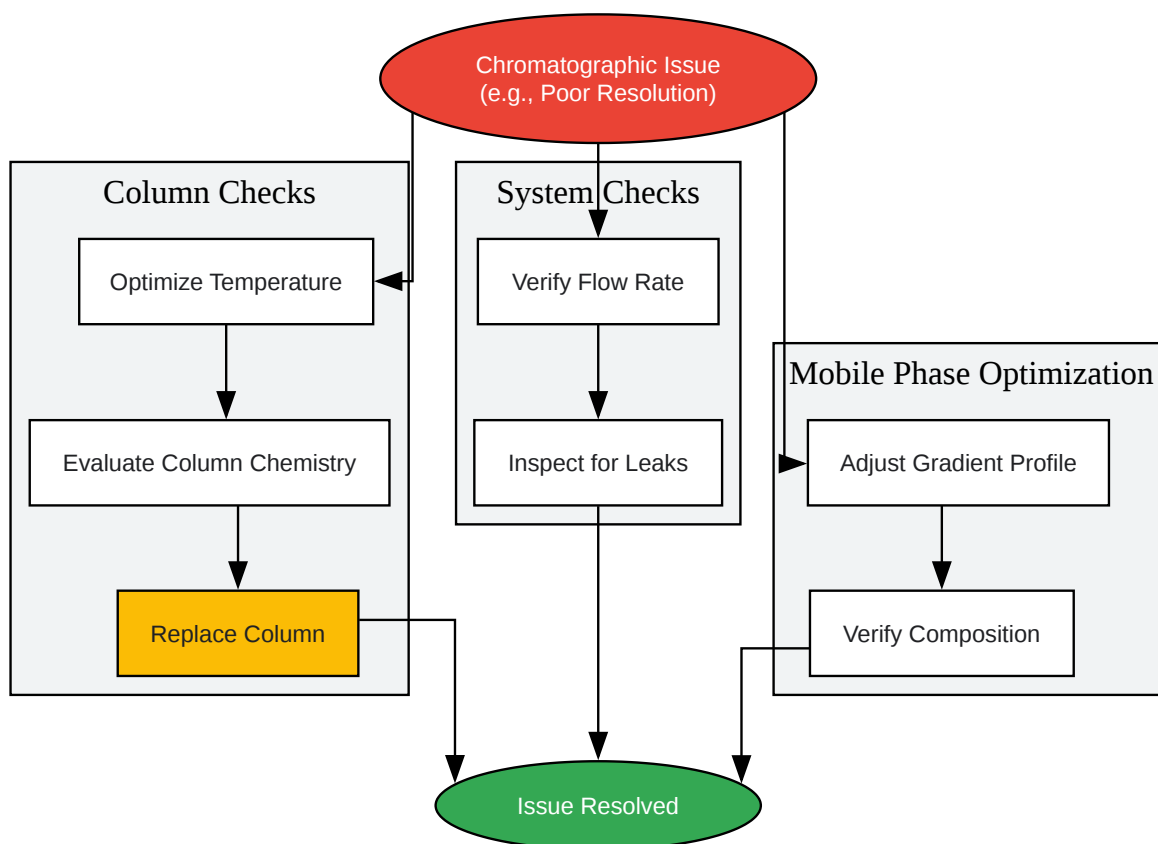 Chromatographic Issue
(e.g., Poor Resolution)
Column Checks
System Checks
Optimize Temperature
Verify Flow Rate
Mobile Phase Optimization
Evaluate Column Chemistry
Inspect for Leaks
Adjust Gradient Profile
Replace Column
Verify Composition
Issue Resolved